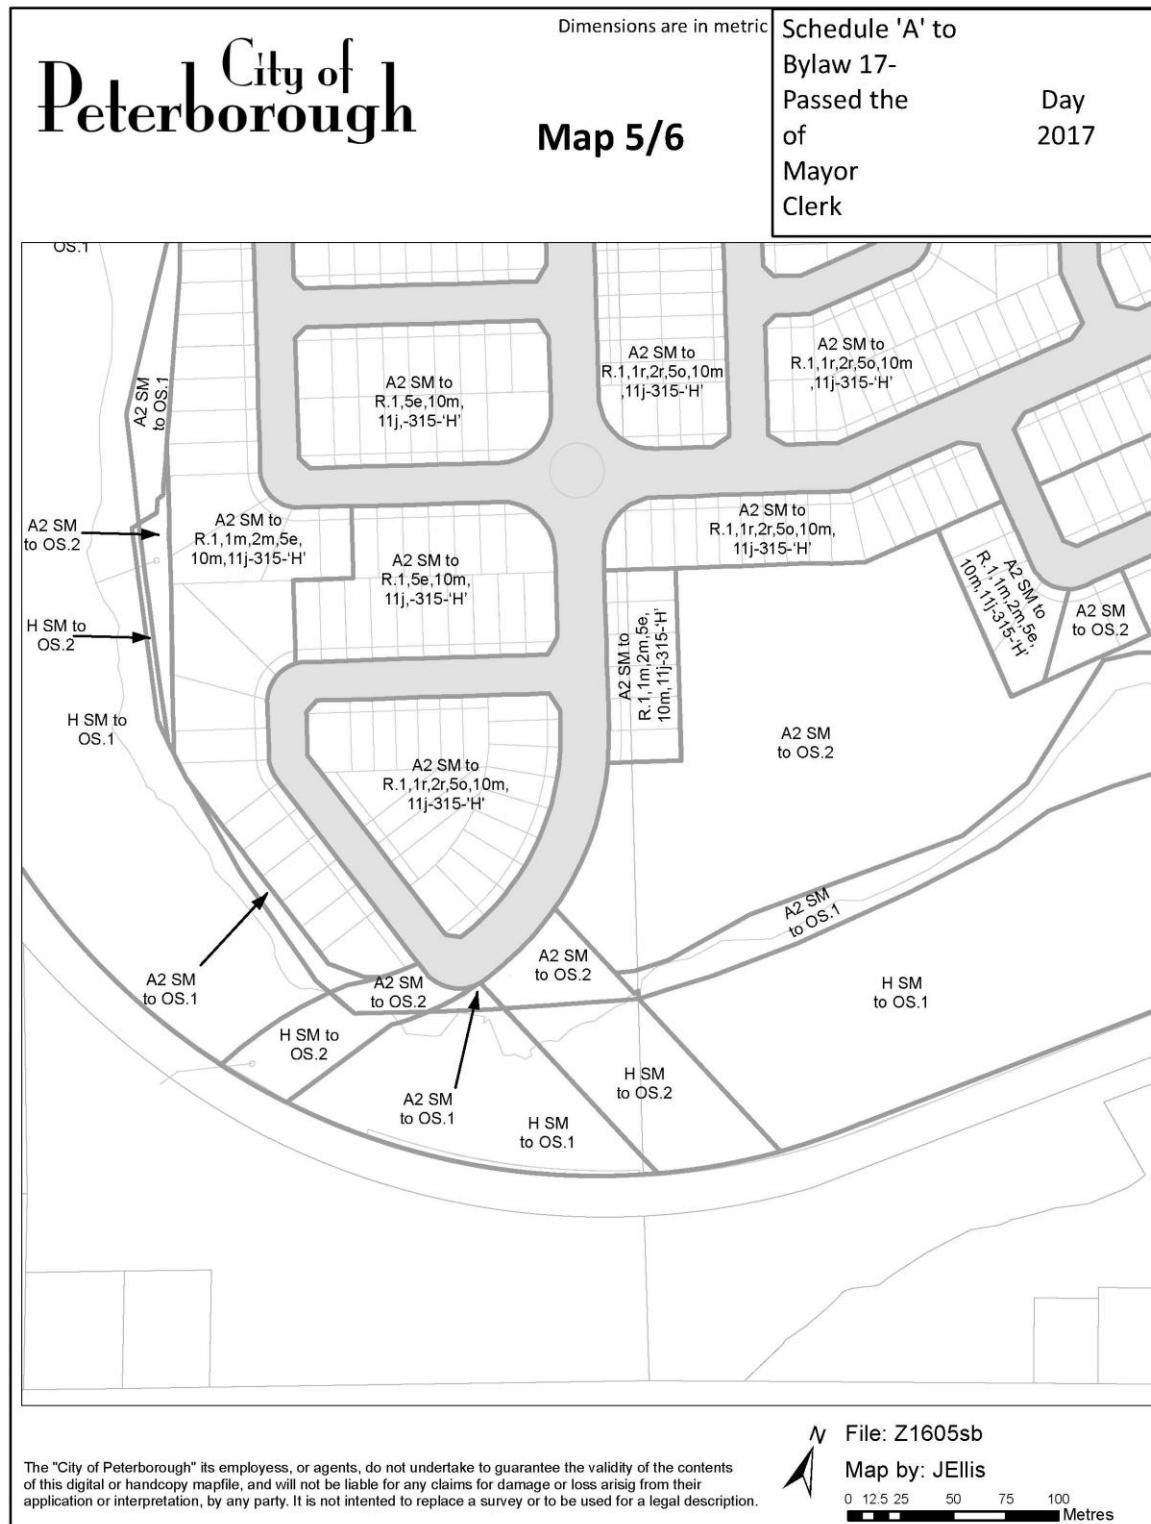 City of
Peterborough
Dimensions are in metric
Map 5/6
Schedule 'A' to
Bylaw 17-
Passed the Day
of 2017
Mayor
Clerk
OS.1
A2 SM
to OS.1
A2 SM to
R.1,5e,10m,
11j,-315-‘H’
A2 SM to
R.1,1r,2r,5o,10m
,11j-315-‘H’
A2 SM to
R.1,1r,2r,5o,10m
,11j-315-‘H’
A2 SM
to OS.2
A2 SM to
R.1,1m,2m,5e,
10m,11j-315-‘H’
A2 SM to
R.1,5e,10m,
11j,-315-‘H’
A2 SM to
R.1,1r,2r,5o,10m,
11j-315-‘H’
A2 SM to
R.1,1m,2m,5e,
10m,11j-315-‘H’
A2 SM
to OS.2
H SM to
OS.2
A2 SM to
R.1,1m,2m,5e,
10m,11j-315-‘H’
H SM to
OS.1
A2 SM
to OS.2
A2 SM to
R.1,1r,2r,5o,10m,
11j-315-‘H’
A2 SM
to OS.1
A2 SM
to OS.1
A2 SM
to OS.2
A2 SM
to OS.2
H SM
to OS.1
H SM to
OS.2
A2 SM
to OS.1
H SM
to OS.2
H SM
to OS.1
The "City of Peterborough" its employess, or agents, do not undertake to guarantee the validity of the contents
of this digital or handcopy mapfile, and will not be liable for any claims for damage or loss arisig from their
application or interpretation, by any party. It is not intented to replace a survey or to be used for a legal description.
N
File: Z1605sb
Map by: JEllis
0 12.5 25 50 75 100
Metres